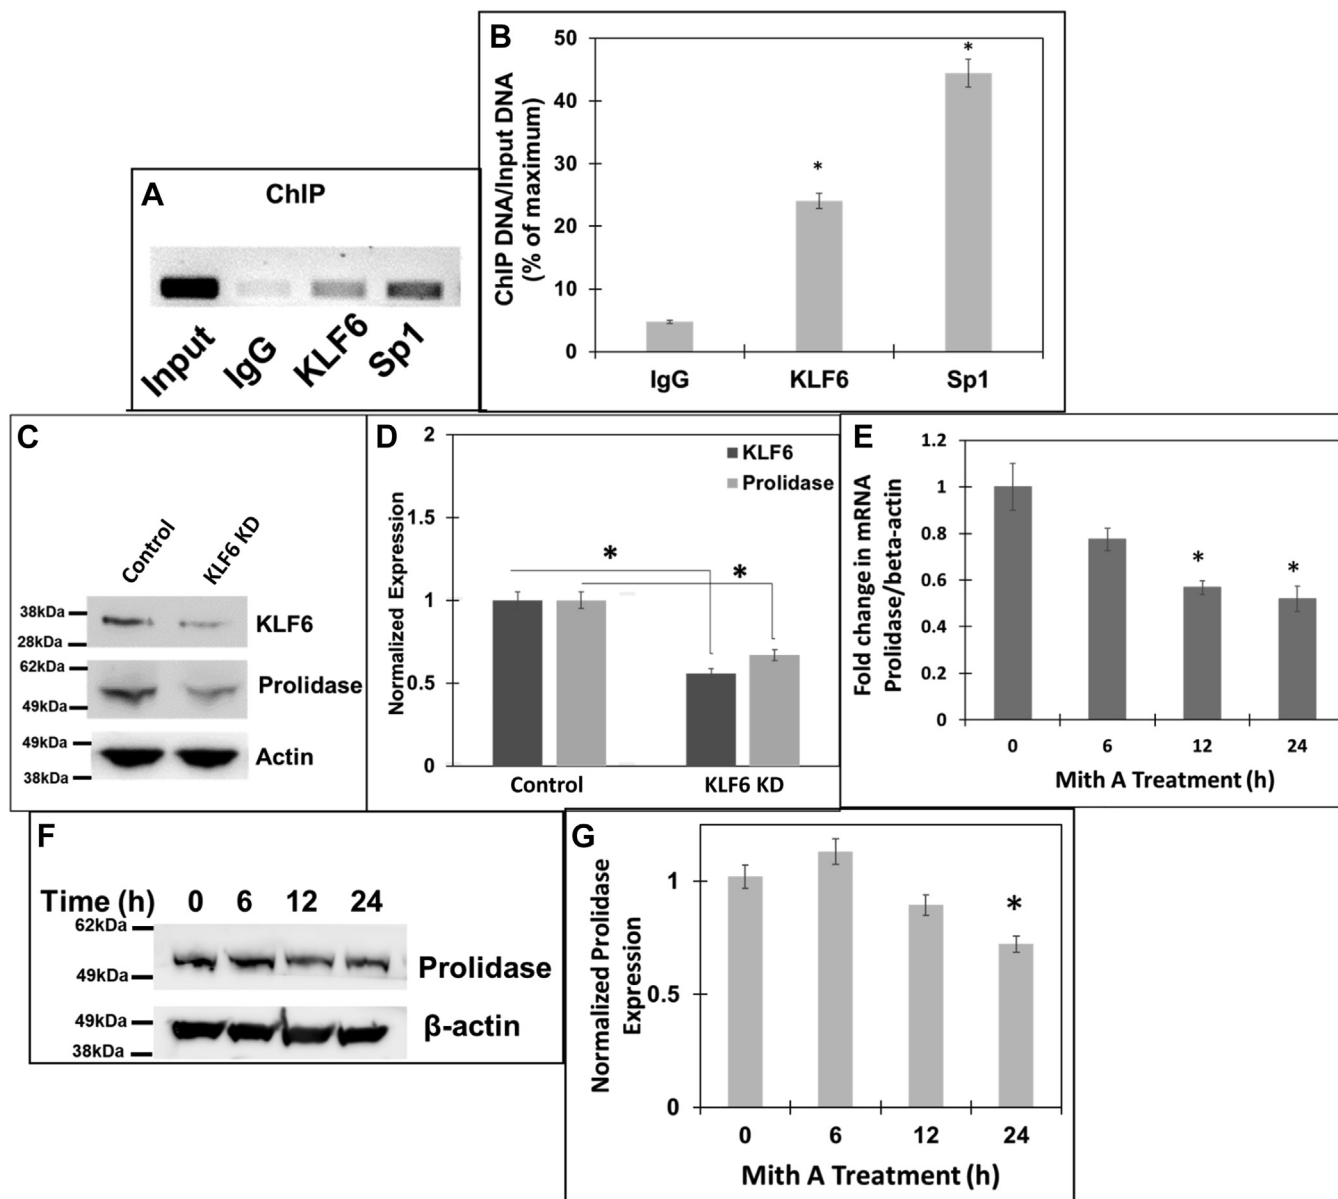 A
ChIP
Input
IgG
KLF6
Sp1
B
ChIP DNA/Input DNA
(% of maximum)
50
40
30
20
10
0
*
*
IgG KLF6 Sp1
C
Control
KLF6 KD
38kDa
28kDa
KLF6
62kDa
49kDa
Prolidase
49kDa
38kDa
Actin
D
Normalized Expression
2
1.5
1
0.5
0
KLF6
Prolidase
*
*
Control KLF6 KD
E
Fold change in mRNA
Prolidase/beta-actin
1.2
1
0.8
0.6
0.4
0.2
0
*
*
0 6 12 24
Mith A Treatment (h)
F
Time (h) 0 6 12 24
62kDa
49kDa
Prolidase
49kDa
38kDa
β-actin
G
Normalized Prolidase
Expression
1
0.5
0
*
0 6 12 24
Mith A Treatment (h)